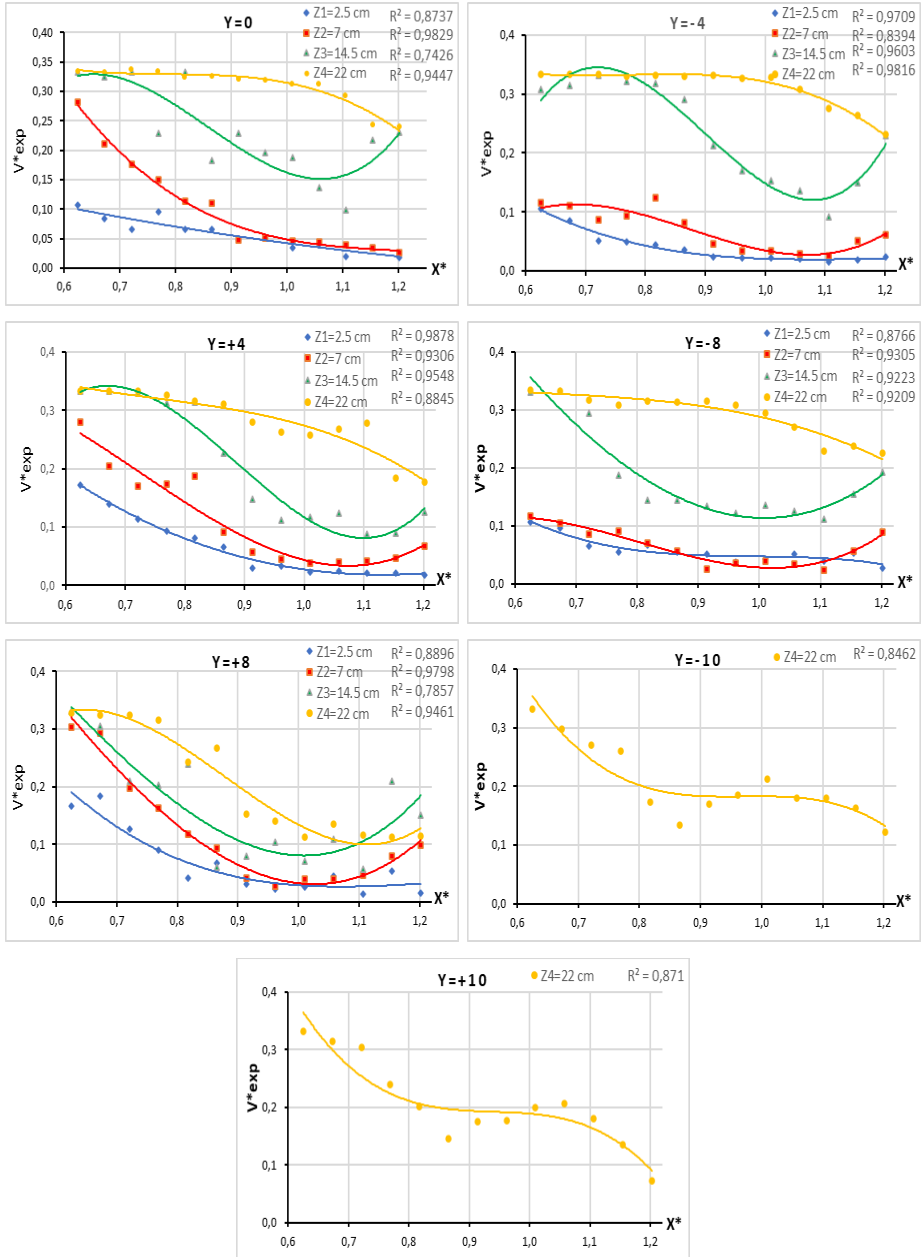 Y=0
Z1=2.5 cm R² = 0,8737
Z2=7 cm R² = 0,9829
Z3=14.5 cm R² = 0,7426
Z4=22 cm R² = 0,9447
V*exp
0,40
0,35
0,30
0,25
0,20
0,15
0,10
0,05
0,00
0,6 0,7 0,8 0,9 1,0 1,1 1,2
X*
Y=-4
Z1=2.5 cm R² = 0,9709
Z2=7 cm R² = 0,8394
Z3=14.5 cm R² = 0,9603
Z4=22 cm R² = 0,9816
V*exp
0,4
0,3
0,2
0,1
0,0
0,6 0,7 0,8 0,9 1,0 1,1 1,2
X*
Y=+4
Z1=2.5 cm R² = 0,9878
Z2=7 cm R² = 0,9306
Z3=14.5 cm R² = 0,9548
Z4=22 cm R² = 0,8845
V*exp
0,4
0,3
0,2
0,1
0,0
0,6 0,7 0,8 0,9 1,0 1,1 1,2
X*
Y=-8
Z1=2.5 cm R² = 0,8766
Z2=7 cm R² = 0,9305
Z3=14.5 cm R² = 0,9223
Z4=22 cm R² = 0,9209
V*exp
0,4
0,3
0,2
0,1
0,0
0,6 0,7 0,8 0,9 1,0 1,1 1,2
X*
Y=+8
Z1=2.5 cm R² = 0,8896
Z2=7 cm R² = 0,9798
Z3=14.5 cm R² = 0,7857
Z4=22 cm R² = 0,9461
V*exp
0,4
0,3
0,2
0,1
0,0
0,6 0,7 0,8 0,9 1,0 1,1 1,2
X*
Y=-10
Z4=22 cm R² = 0,8462
V*exp
0,4
0,3
0,2
0,1
0,0
0,6 0,7 0,8 0,9 1,0 1,1 1,2
X*
Y=+10
Z4=22 cm R² = 0,871
V*exp
0,4
0,3
0,2
0,1
0,0
0,6 0,7 0,8 0,9 1,0 1,1 1,2
X*